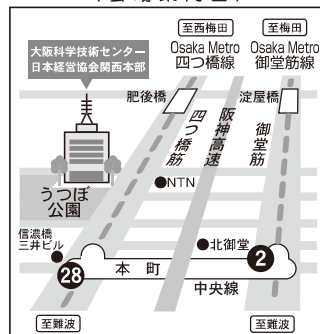 至西梅田
至梅田
Osaka Metro
四つ橋線
Osaka Metro
御堂筋線
大阪科学技術センター
日本経営協会関西本部
肥後橋
淀屋橋
四つ橋筋
阪神高速
御堂筋
うつぼ
公園
●NTN
信濃橋
三井ビル
●北御堂
28
本町
2
中央線
至難波
至難波